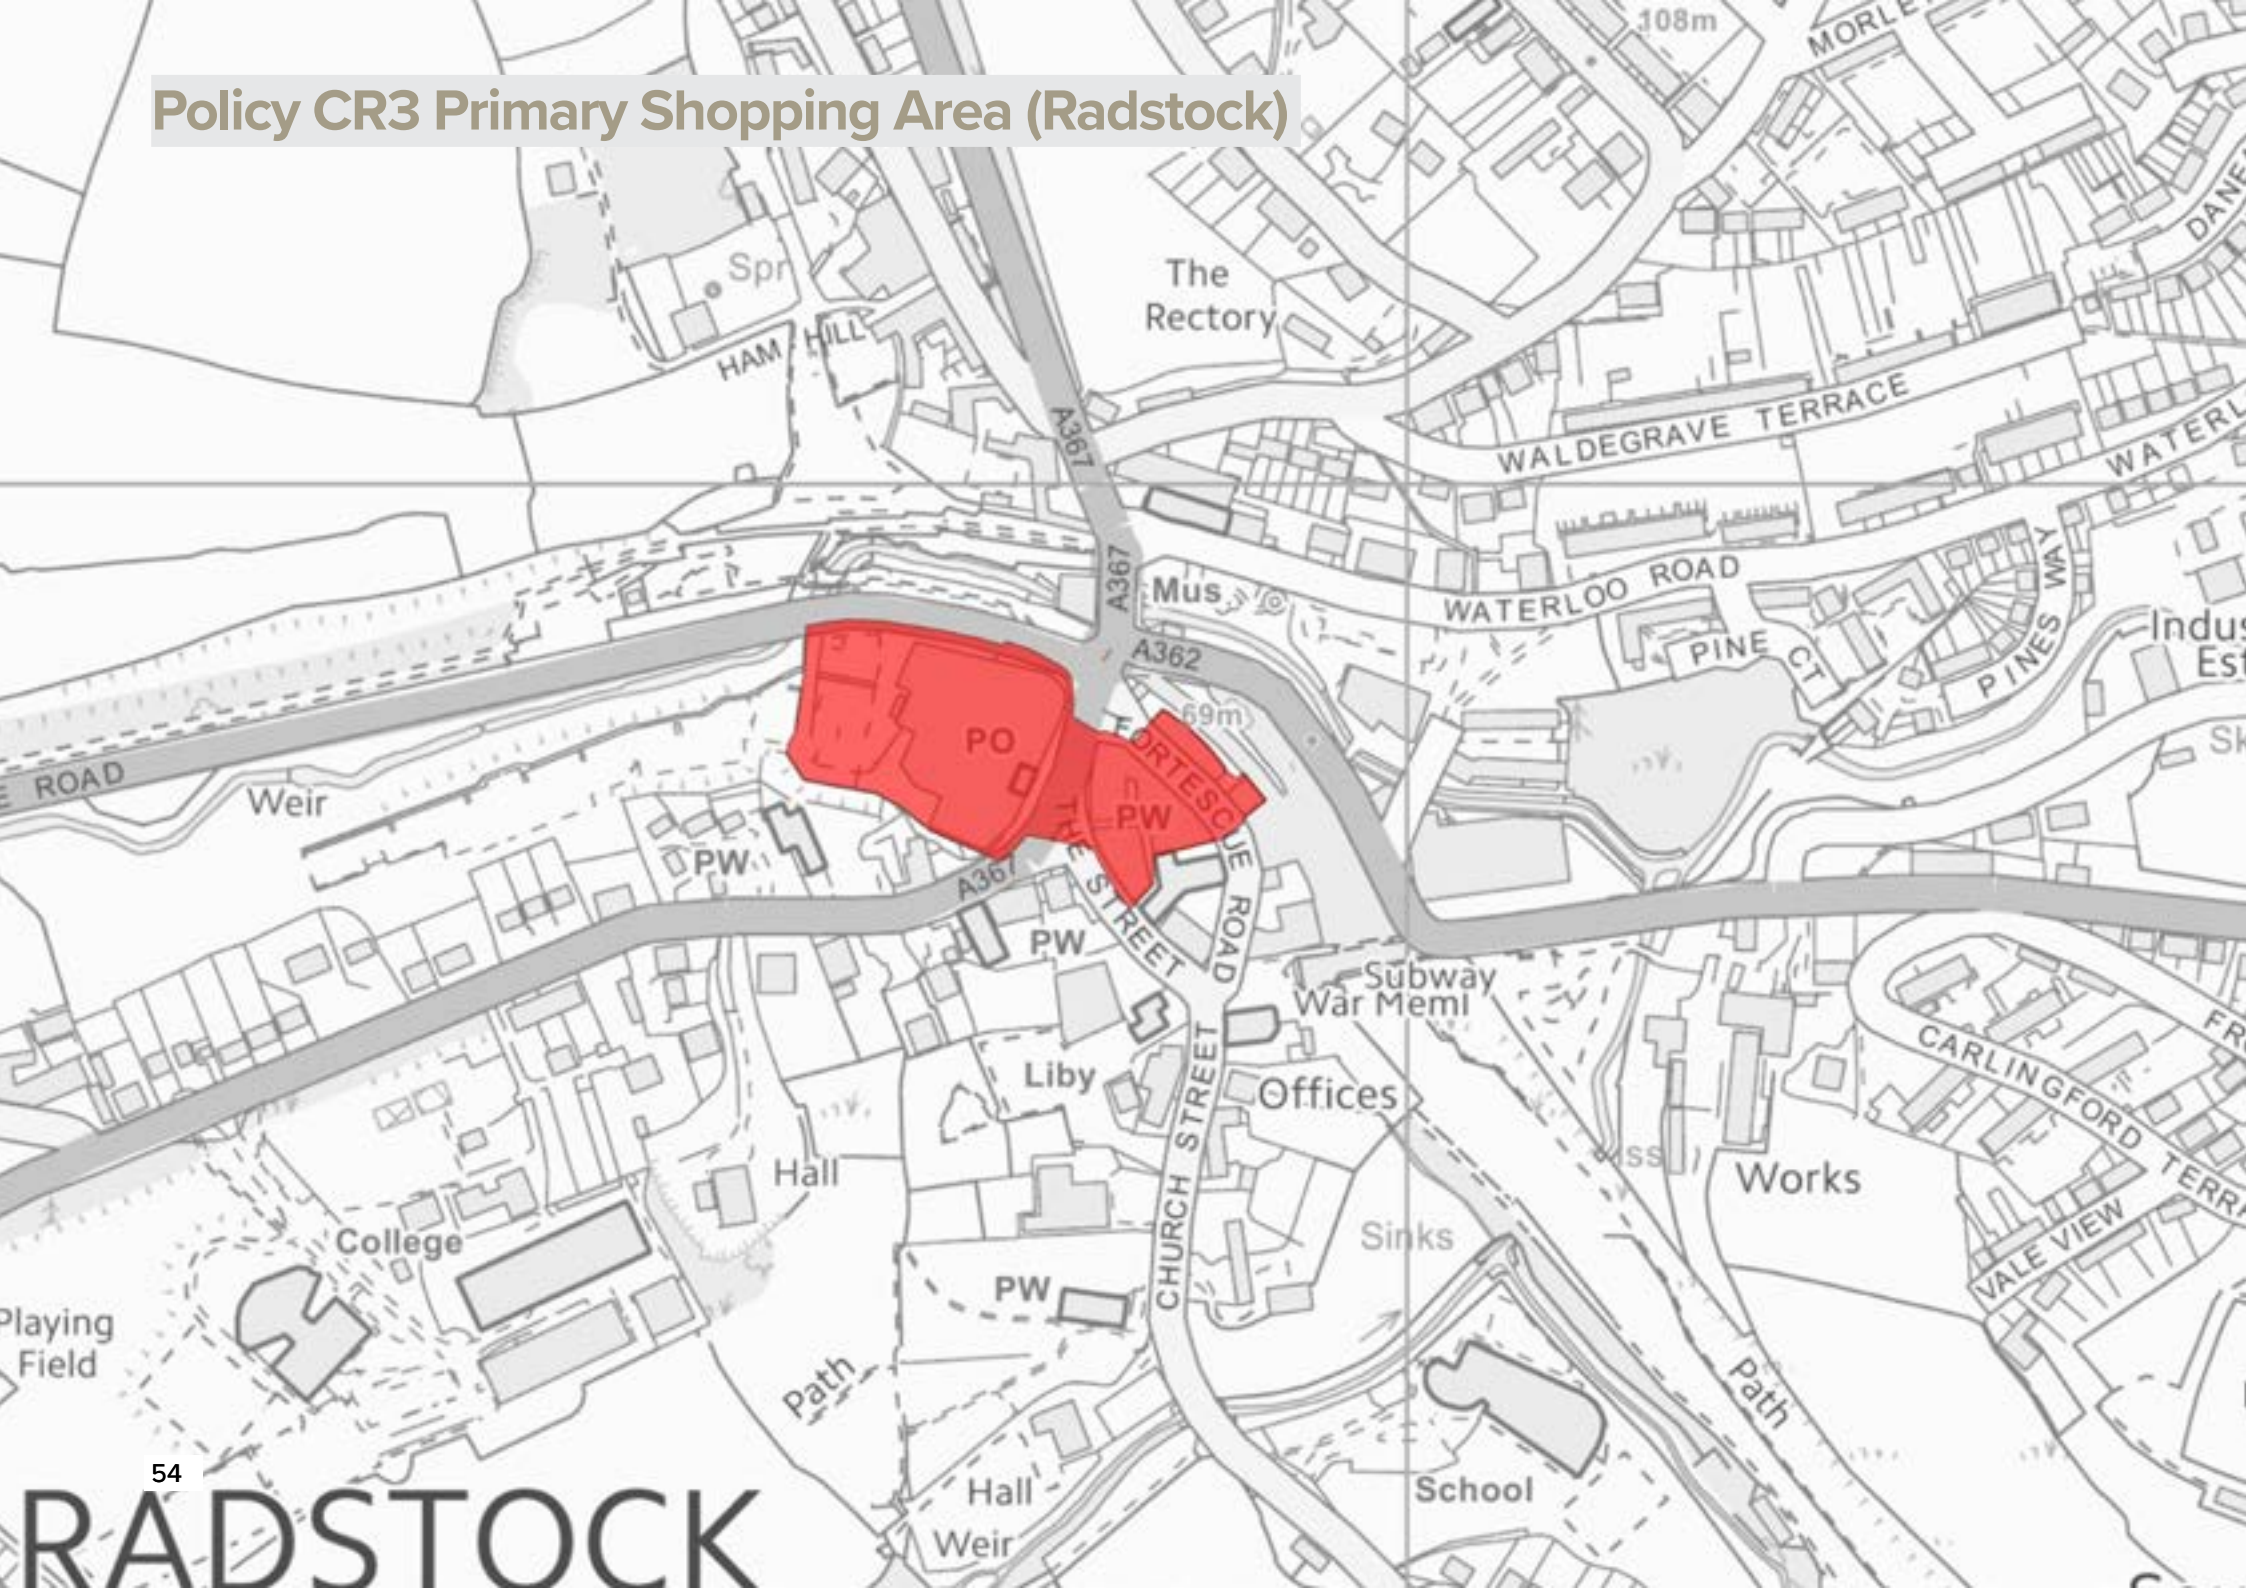 108m
MORLE
Policy CR3 Primary Shopping Area (Radstock)
DANE
Spr
The
Rectory
HAM HILL
A367
WALDEGRAVE TERRACE
WATERL
A367
Mus
WATERLOO ROAD
PINES WAY
PINE CT
Indus
Est
A362
69m
PO
FORTESCUE ROAD
Sk
E ROAD
Weir
PW
THE STREET
PW
A367
PW
Subway
War Meml
FRO
CARLINGFORD TERRA
Liby
Offices
CHURCH STREET
Hall
Works
College
Sinks
VALE VIEW
PW
Playing
Field
Path
Path
54
Hall
School
Weir
RADSTOCK